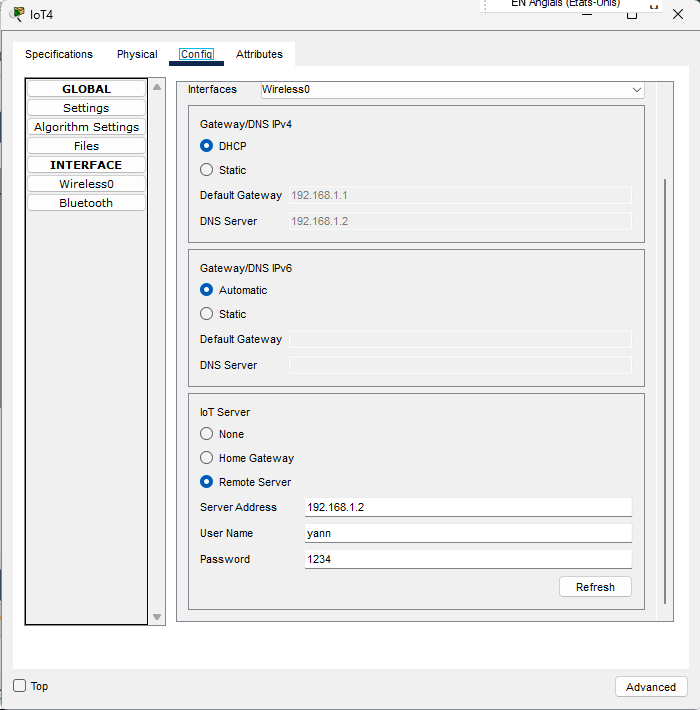 IoT4
EN Anglais (États-Unis)
Specifications Physical Config Attributes
GLOBAL
Settings
Algorithm Settings
Files
INTERFACE
Wireless0
Bluetooth
Interfaces Wireless0
Gateway/DNS IPv4
DHCP
Static
Default Gateway 192.168.1.1
DNS Server 192.168.1.2
Gateway/DNS IPv6
Automatic
Static
Default Gateway
DNS Server
IoT Server
None
Home Gateway
Remote Server
Server Address 192.168.1.2
User Name yann
Password 1234
Refresh
Top
Advanced